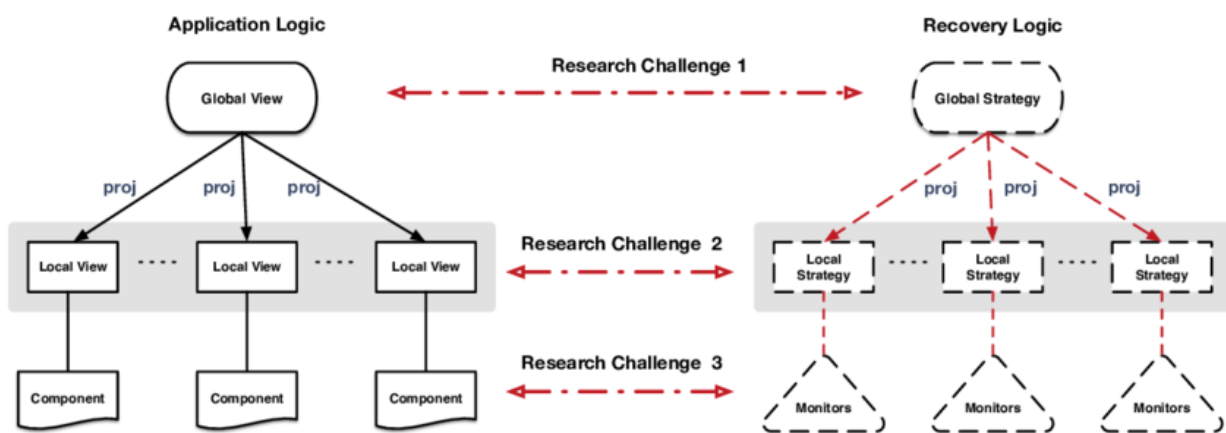 Application Logic
Recovery Logic
Research Challenge 1
Global View
Global Strategy
proj
proj
proj
proj
proj
proj
Research Challenge 2
Local View
Local View
Local View
Local
Strategy
Local
Strategy
Local
Strategy
Research Challenge 3
Component
Component
Component
Monitors
Monitors
Monitors